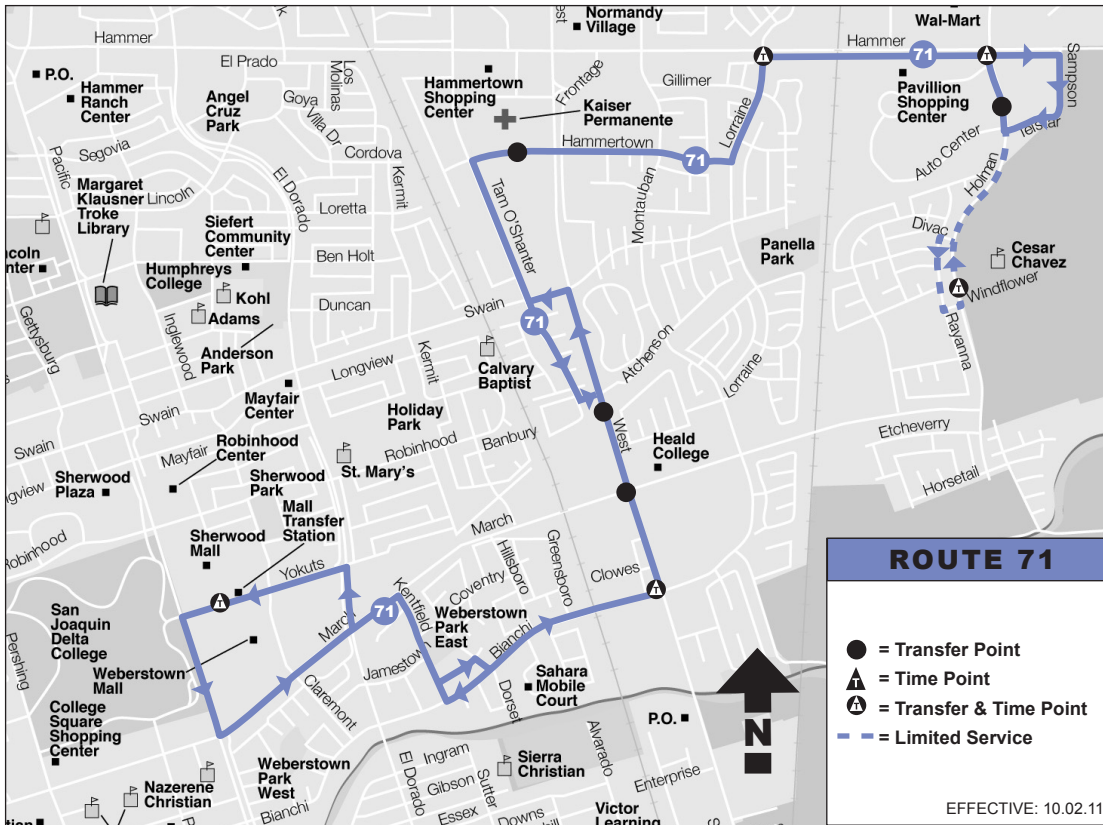 Normandy
Village
est
Wal-Mart
Hammer
Hammer
71
P.O.
El Prado
Los
Molinas
Hammer
Ranch
Center
Angel
Cruz
Park
Goya
Villa Dr
Hammertown
Shopping
Center
Frontage
Gillimer
Kaiser
Permanente
Pavillion
Shopping
Center
Sampson
Telstar
Auto Center
Holman
Lorraine
Hammertown
71
Cordova
Kermit
Segovia
Pacific
Margaret
Klausner
Troke
Library
Lincoln
El Dorado
Loretta
Tam O'Shanter
Montauban
Siefert
Community
Center
Ben Holt
Humphreys
College
Kohl
Adams
Duncan
Panella
Park
Divac
Cesar
Chavez
Windflower
Rayanna
ncoln
nter
Gettysburg
Inglewood
Anderson
Park
Swain
71
Longview
Kermit
Calvary
Baptist
Atchenson
Lorraine
Mayfair
Center
Holiday
Park
Swain
Swain
Mayfair
Robinhood
Banbury
West
Etcheverry
Robinhood
Center
Heald
College
Horsetail
St. Mary's
Sherwood
Plaza
Sherwood
Park
ngview
Mall
Transfer
Station
March
Robinhood
Sherwood
Mall
Yokuts
Hillsboro
Greensboro
Clowes
Coventry
Kentfield
71
March
Weberstown
Park
East
Bianchi
San
Joaquin
Delta
College
Pershing
Weberstown
Mall
Jamestown
Claremont
Sahara
Mobile
Court
Dorset
College
Square
Shopping
Center
P.O.
Alvarado
Weberstown
Park
West
Ingram
El Dorado
Gibson
Sutter
Sierra
Christian
Enterprise
Nazerene
Christian
Bianchi
Essex
Downs
Victor
Learning
N
ROUTE 71
= Transfer Point
T = Time Point
T = Transfer & Time Point
= Limited Service
EFFECTIVE: 10.02.11